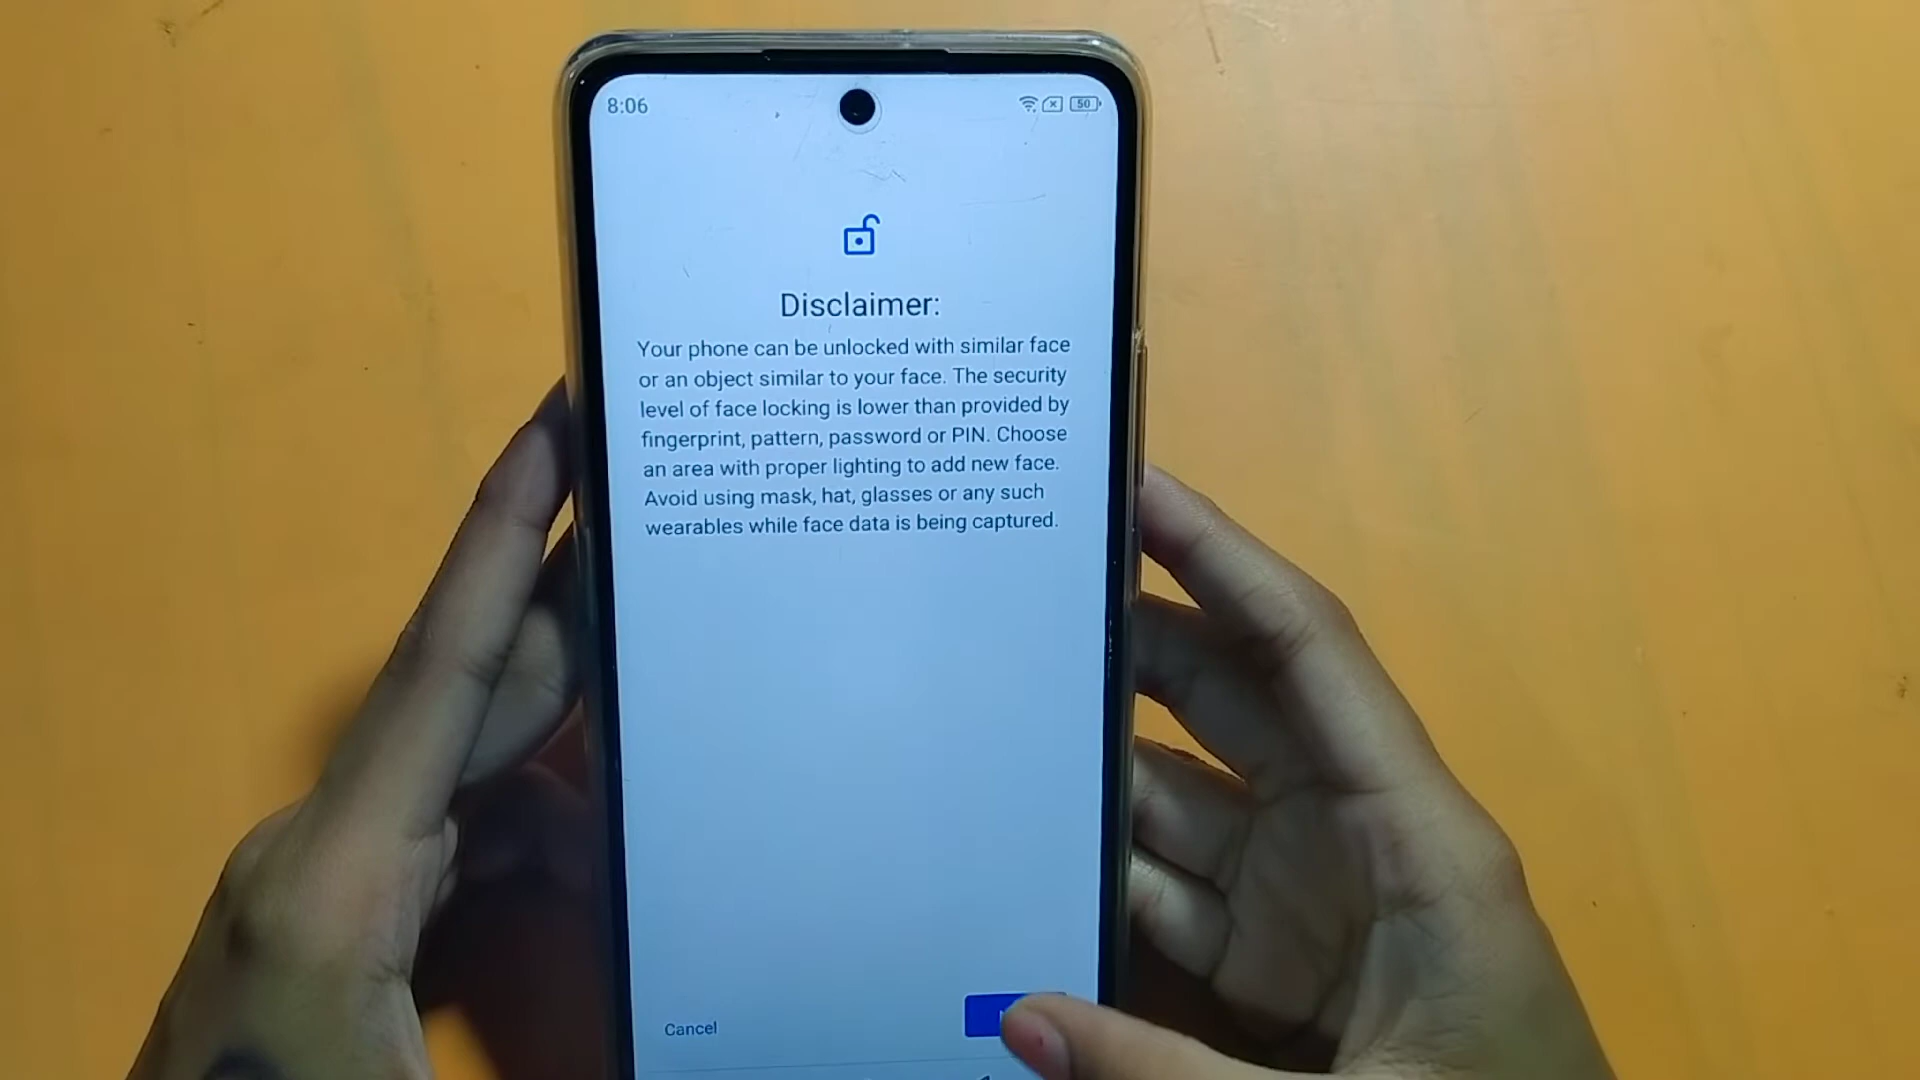 8:06
50
Disclaimer:
Your phone can be unlocked with similar face
or an object similar to your face. The security
level of face locking is lower than provided by
fingerprint, pattern, password or PIN. Choose
an area with proper lighting to add new face.
Avoid using mask, hat, glasses or any such
wearables while face data is being captured.
Cancel